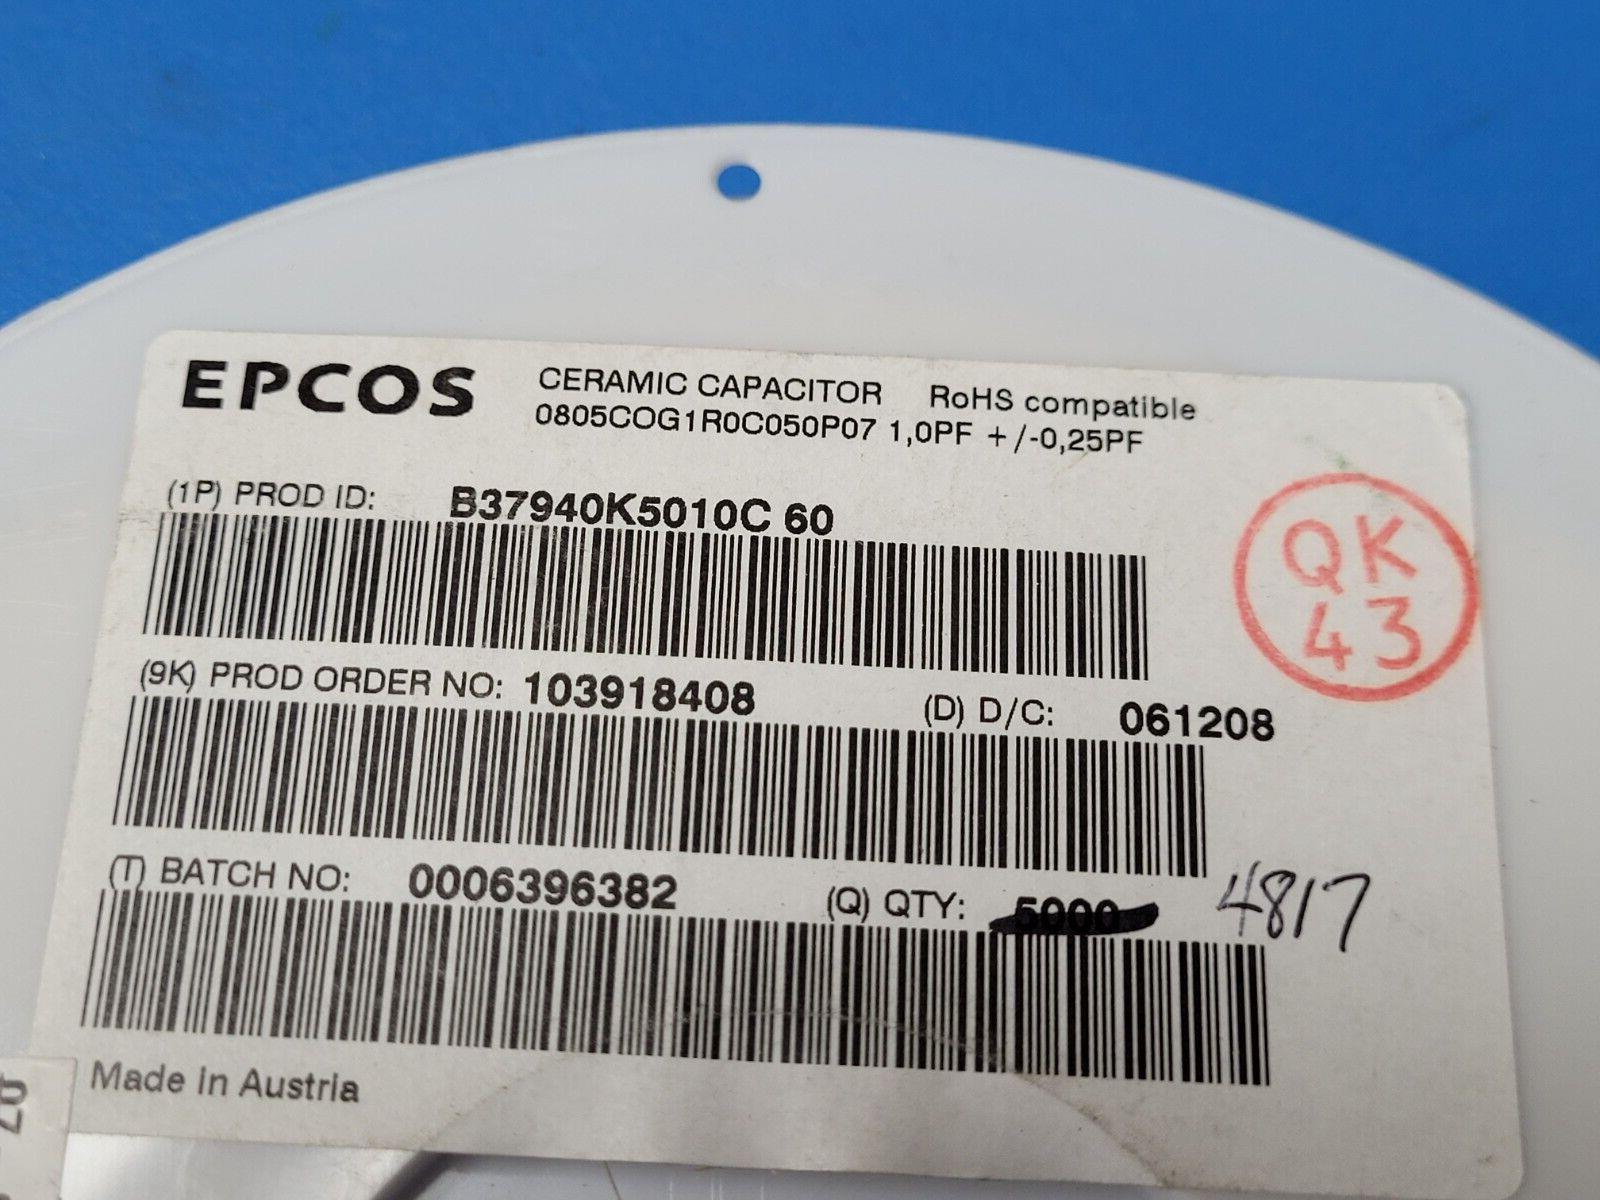 EPCOS
CERAMIC CAPACITOR RoHS compatible
0805COG1R0C050P07 1,0PF +/-0,25PF
(1P) PROD ID: B37940K5010C 60
QK
43
(9K) PROD ORDER NO: 103918408 (D) D/C: 061208
(T) BATCH NO: 0006396382 (Q) QTY: 5000 4817
Made in Austria